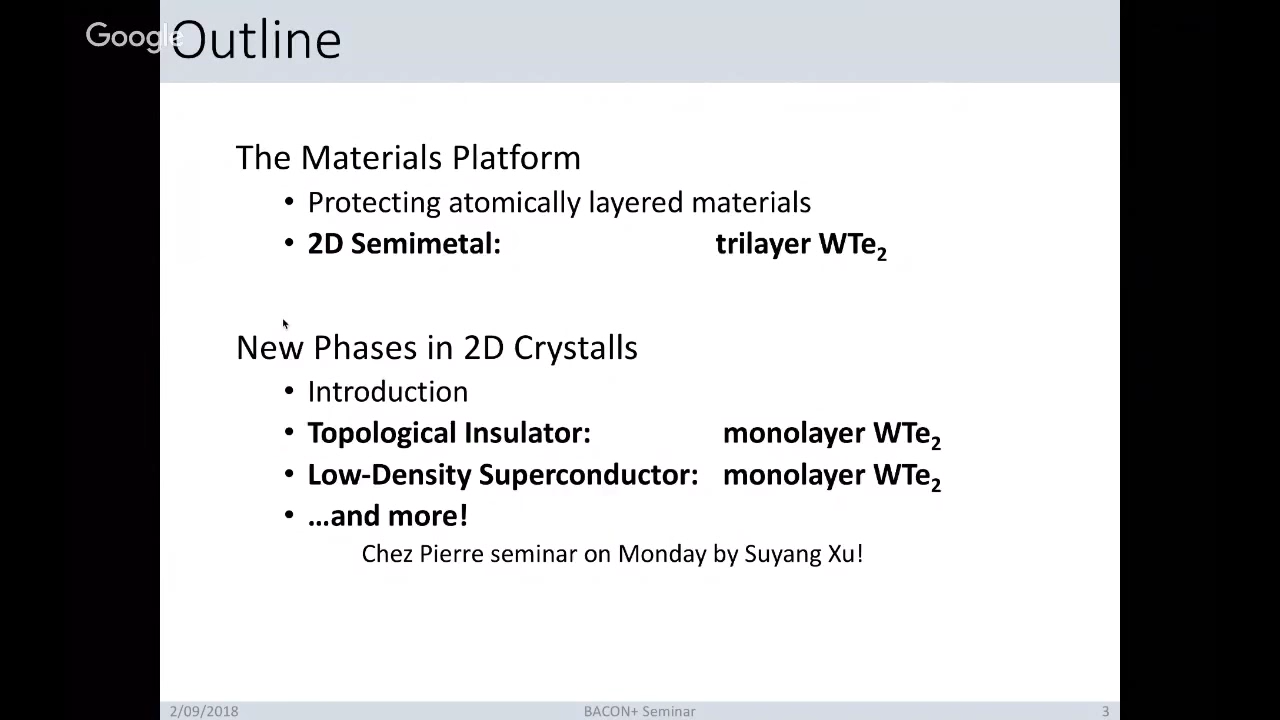 Google
Outline
The Materials Platform
• Protecting atomically layered materials
• 2D Semimetal: trilayer WTe₂
New Phases in 2D Crystalls
• Introduction
• Topological Insulator: monolayer WTe₂
• Low-Density Superconductor: monolayer WTe₂
• …and more!
Chez Pierre seminar on Monday by Suyang Xu!
2/09/2018 BACON+ Seminar 3